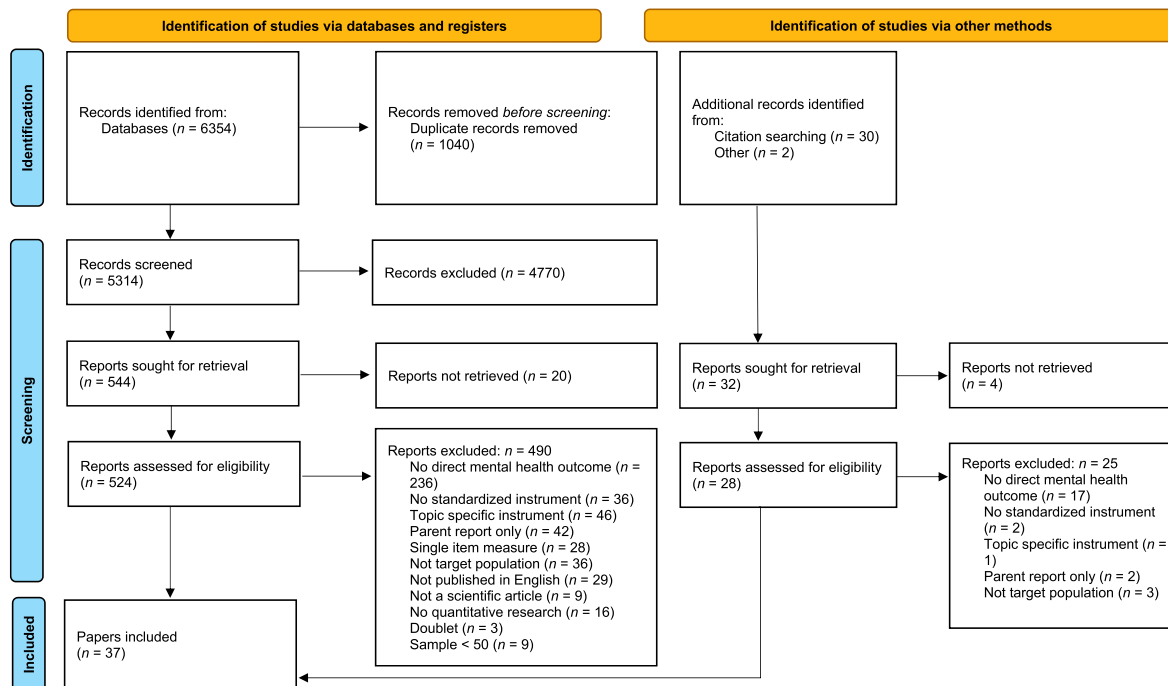 Identification of studies via databases and registers
Identification of studies via other methods
Identification
Records identified from:
Databases (n = 6354)
Records removed before screening:
Duplicate records removed
(n = 1040)
Additional records identified
from:
Citation searching (n = 30)
Other (n = 2)
Screening
Records screened
(n = 5314)
Records excluded (n = 4770)
Reports sought for retrieval
(n = 544)
Reports not retrieved (n = 20)
Reports sought for retrieval
(n = 32)
Reports not retrieved
(n = 4)
Reports assessed for eligibility
(n = 524)
Reports excluded: n = 490
No direct mental health outcome (n =
236)
No standardized instrument (n = 36)
Topic specific instrument (n = 46)
Parent report only (n = 42)
Single item measure (n = 28)
Not target population (n = 36)
Not published in English (n = 29)
Not a scientific article (n = 9)
No quantitative research (n = 16)
Doublet (n = 3)
Sample < 50 (n = 9)
Reports assessed for eligibility
(n = 28)
Reports excluded: n = 25
No direct mental health
outcome (n = 17)
No standardized instrument
(n = 2)
Topic specific instrument (n =
1)
Parent report only (n = 2)
Not target population (n = 3)
Included
Papers included
(n = 37)